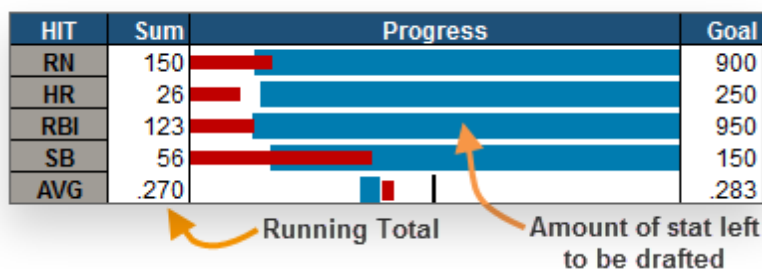 HIT Sum Progress Goal
RN 150 900
HR 26 250
RBI 123 950
SB 56 150
AVG .270 .283
Running Total
Amount of stat left
to be drafted